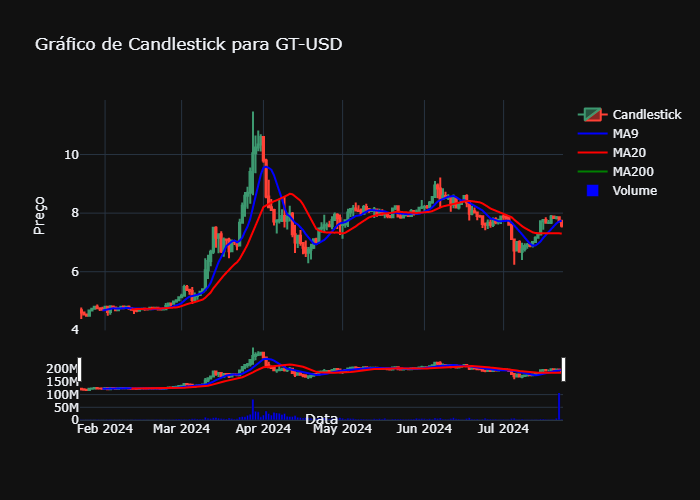 Gráfico de Candlestick para GT-USD
Candlestick
MA9
MA20
MA200
Volume
Preço
10
8
6
4
200M
150M
100M
50M
0
Data
Feb 2024
Mar 2024
Apr 2024
May 2024
Jun 2024
Jul 2024